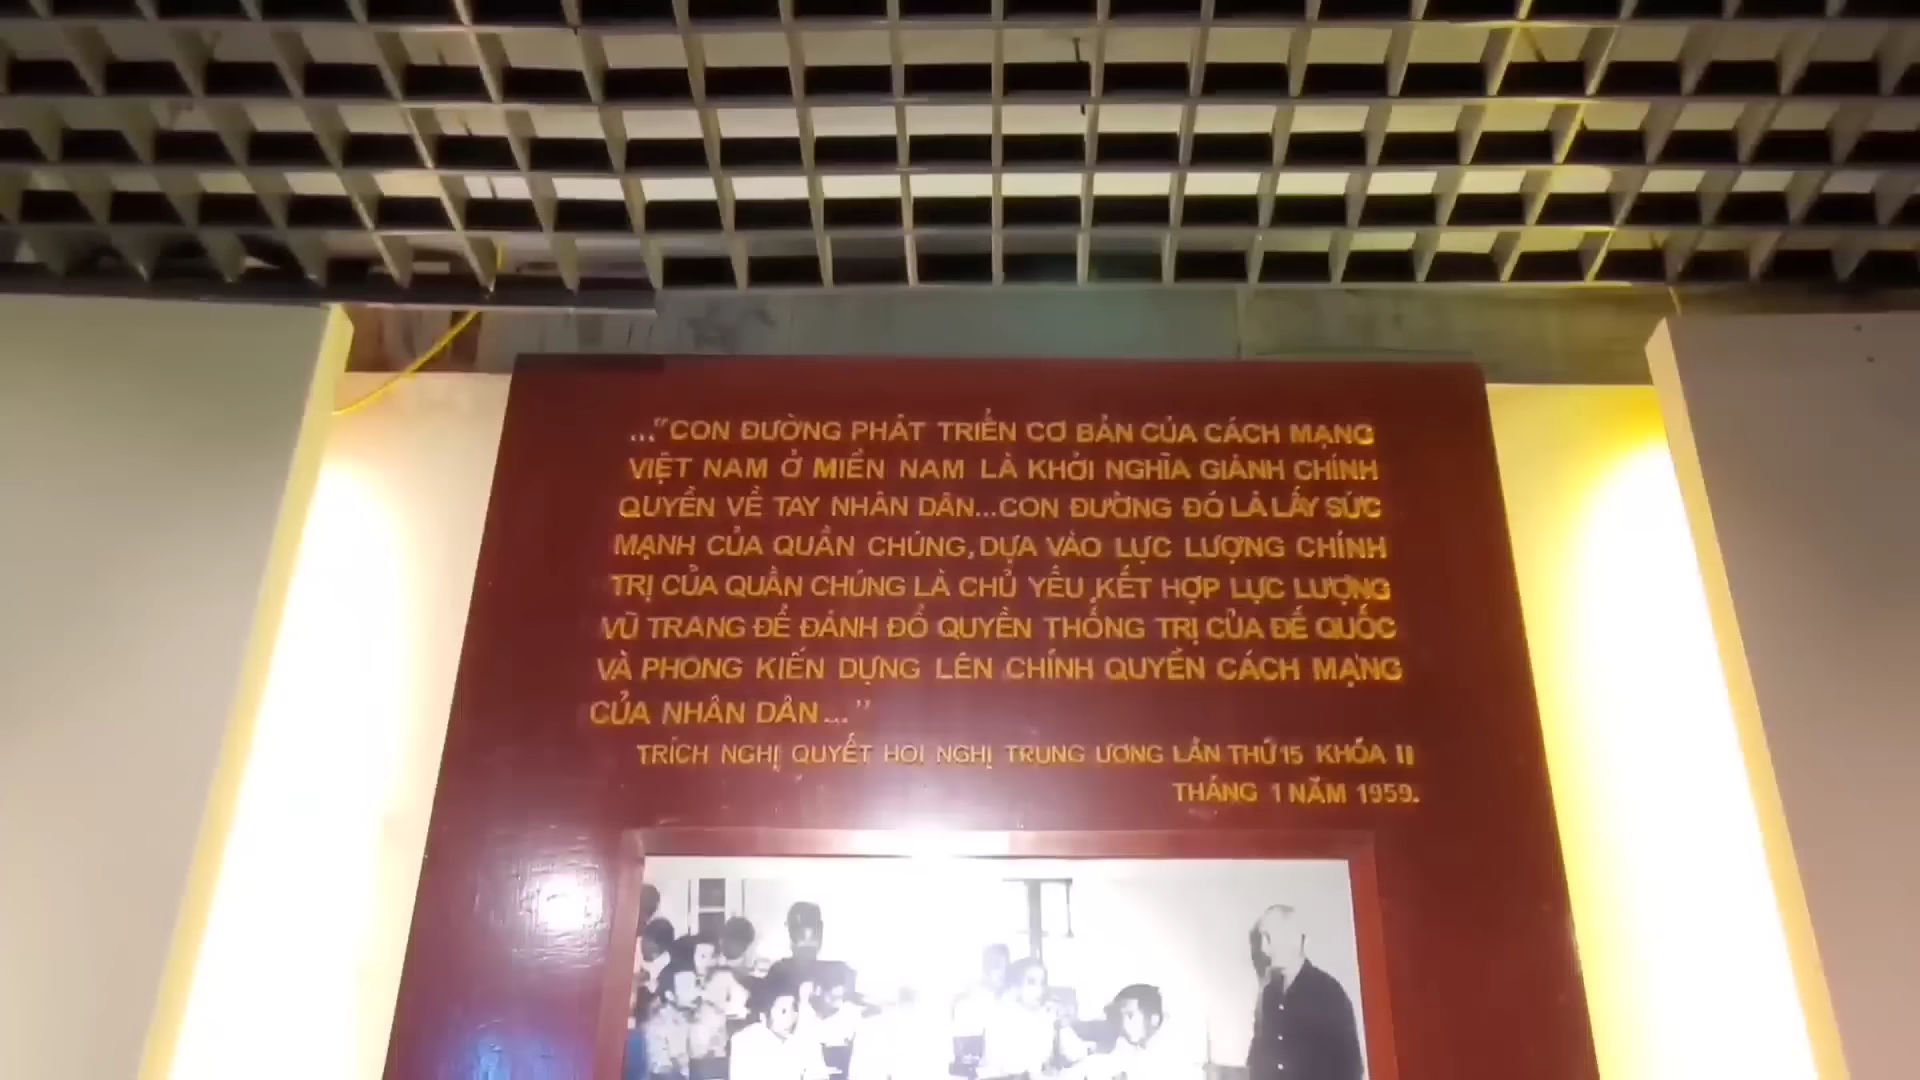 ..."CON ĐƯỜNG PHÁT TRIỂN CƠ BẢN CỦA CÁCH MẠNG
VIỆT NAM Ở MIỀN NAM LÀ KHỞI NGHĨA GIÀNH CHÍNH
QUYỀN VỀ TAY NHÂN DÂN...CON ĐƯỜNG ĐÓ LÀ LẤY SỨC
MẠNH CỦA QUẦN CHÚNG, DỰA VÀO LỰC LƯỢNG CHÍNH
TRỊ CỦA QUẦN CHÚNG LÀ CHỦ YẾU KẾT HỢP LỰC LƯỢNG
VŨ TRANG ĐỂ ĐÁNH ĐỔ QUYỀN THỐNG TRỊ CỦA ĐẾ QUỐC
VÀ PHONG KIẾN DỰNG LÊN CHÍNH QUYỀN CÁCH MẠNG
CỦA NHÂN DÂN..."
TRÍCH NGHỊ QUYẾT HỘI NGHỊ TRUNG ƯƠNG LẦN THỨ 15 KHÓA II
THÁNG 1 NĂM 1959.